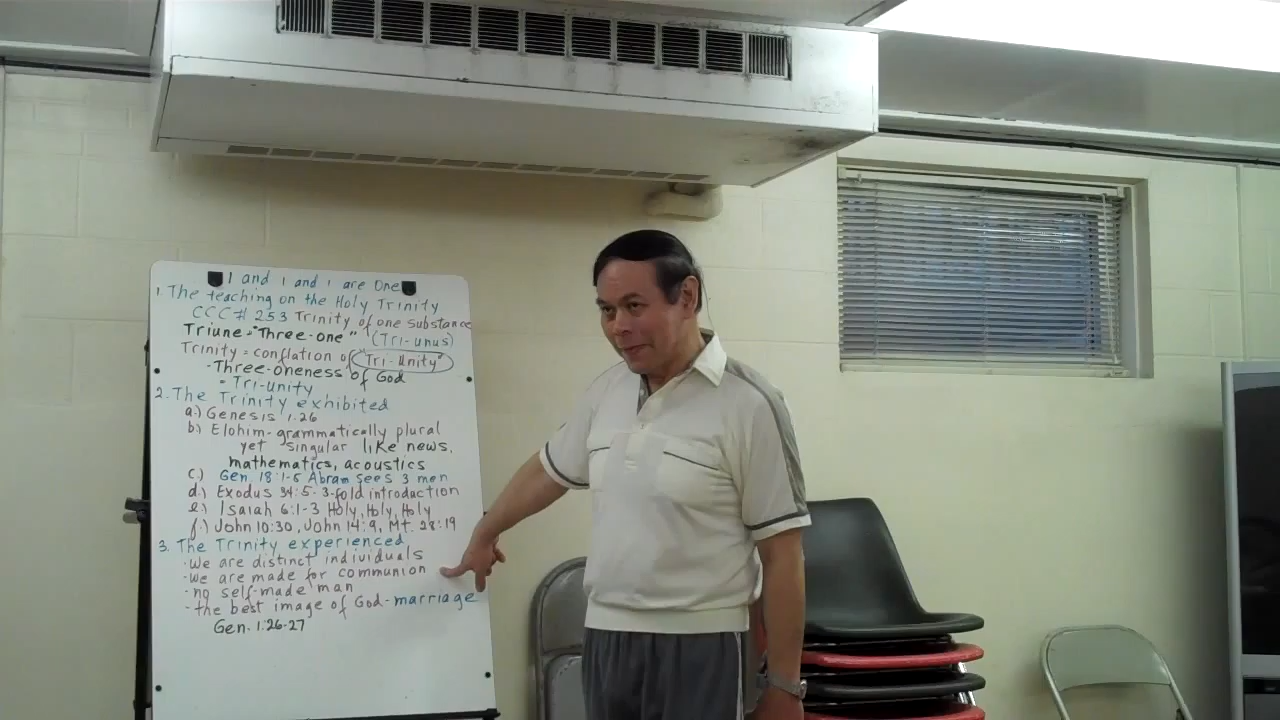 1 and 1 and 1 are One
1. The teaching on the Holy Trinity
CCC# 253 Trinity of one substance
Triune = "Three-one" (Tri-unus)
Trinity = conflation of "Tri-Unity"
- Three-oneness of God
= Tri-unity
2. The Trinity exhibited
a.) Genesis 1:26
b.) Elohim - grammatically plural
yet singular like news,
mathematics, acoustics
c.) Gen. 18:1-5 Abram sees 3 men
d.) Exodus 34:5 - 3-fold introduction
e.) Isaiah 6:1-3 Holy, Holy, Holy
f.) John 10:30, John 14:9, Mt. 28:19
3. The Trinity experienced
- We are distinct individuals
- We are made for communion
- no self-made man
- the best image of God - marriage
Gen. 1:26-27